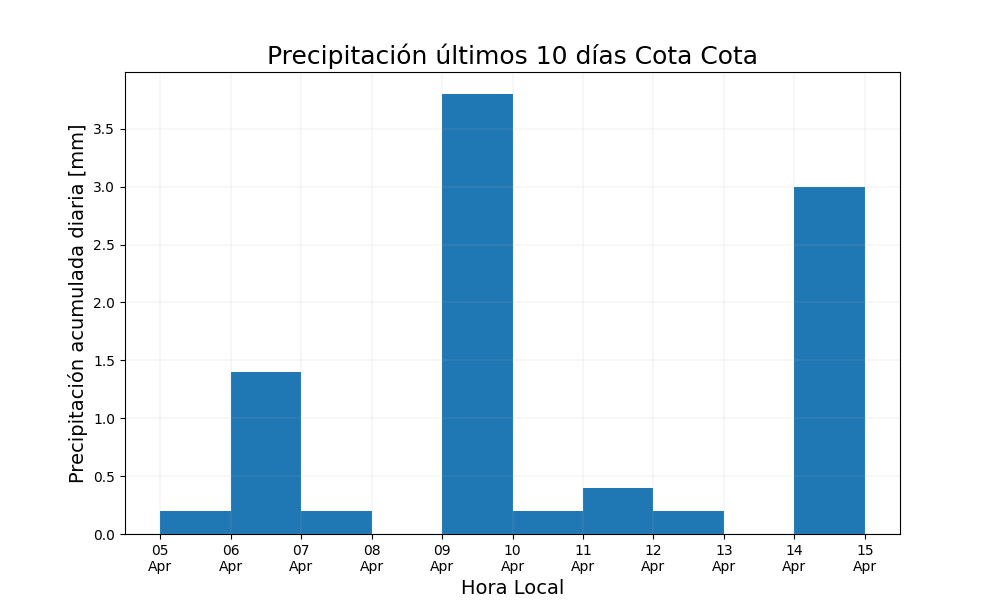 Precipitación últimos 10 días Cota Cota
Precipitación acumulada diaria [mm]
3.5
3.0
2.5
2.0
1.5
1.0
0.5
0.0
05 06 07 08 09 10 11 12 13 14 15
Apr Apr Apr Apr Apr Apr Apr Apr Apr Apr Apr
Hora Local